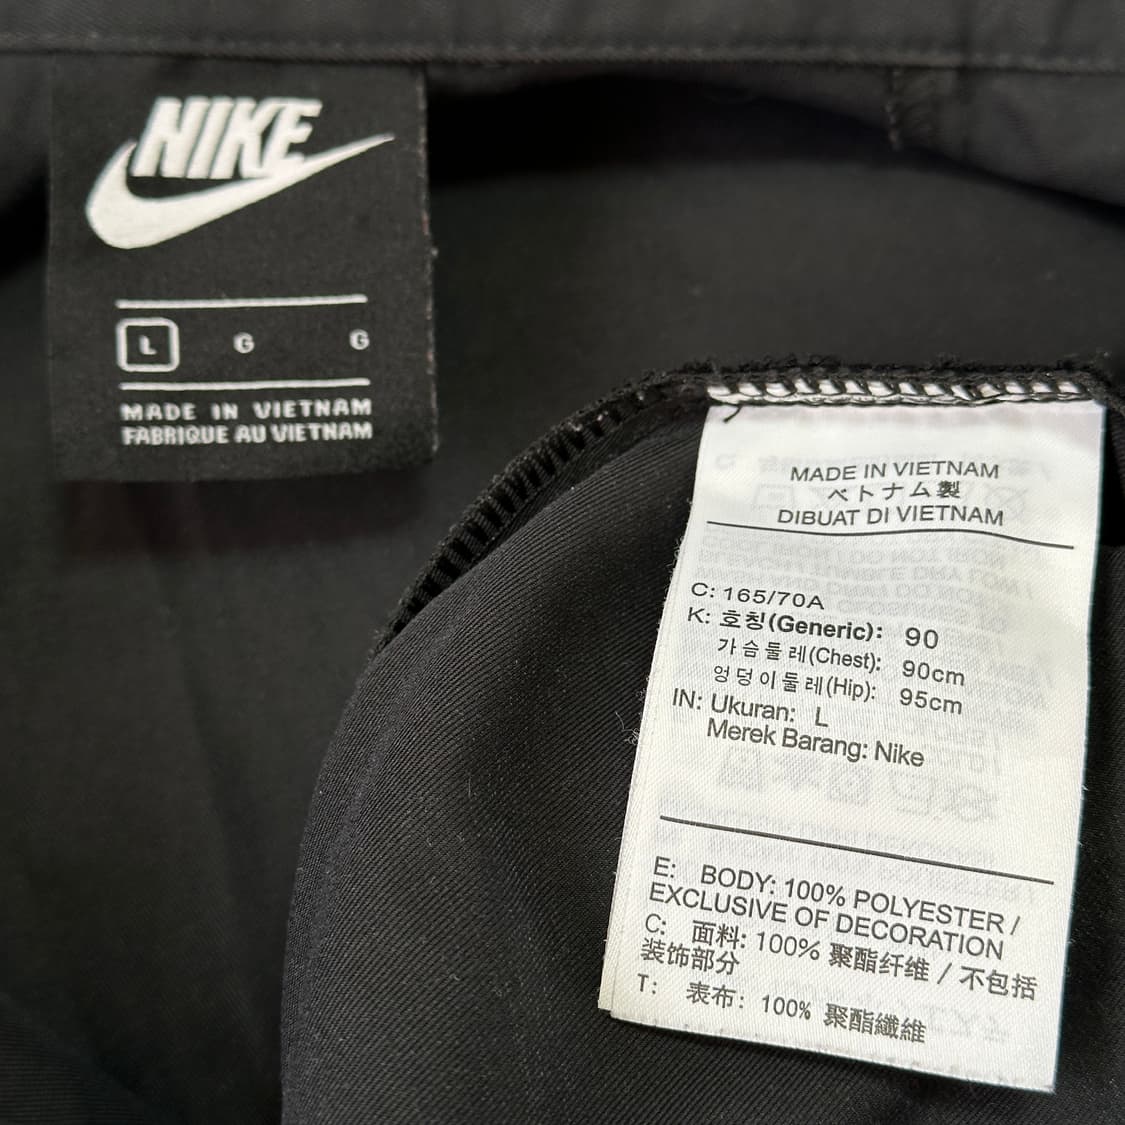 NIKE
L G G
MADE IN VIETNAM
FABRIQUE AU VIETNAM
MADE IN VIETNAM
ベトナム製
DIBUAT DI VIETNAM
C: 165/70A
K: 호칭(Generic): 90
가슴둘레(Chest): 90cm
엉덩이둘레(Hip): 95cm
IN: Ukuran: L
Merek Barang: Nike
E: BODY: 100% POLYESTER /
EXCLUSIVE OF DECORATION
C: 面料: 100% 聚酯纤维 / 不包括
装饰部分
T: 表布: 100% 聚酯纖維